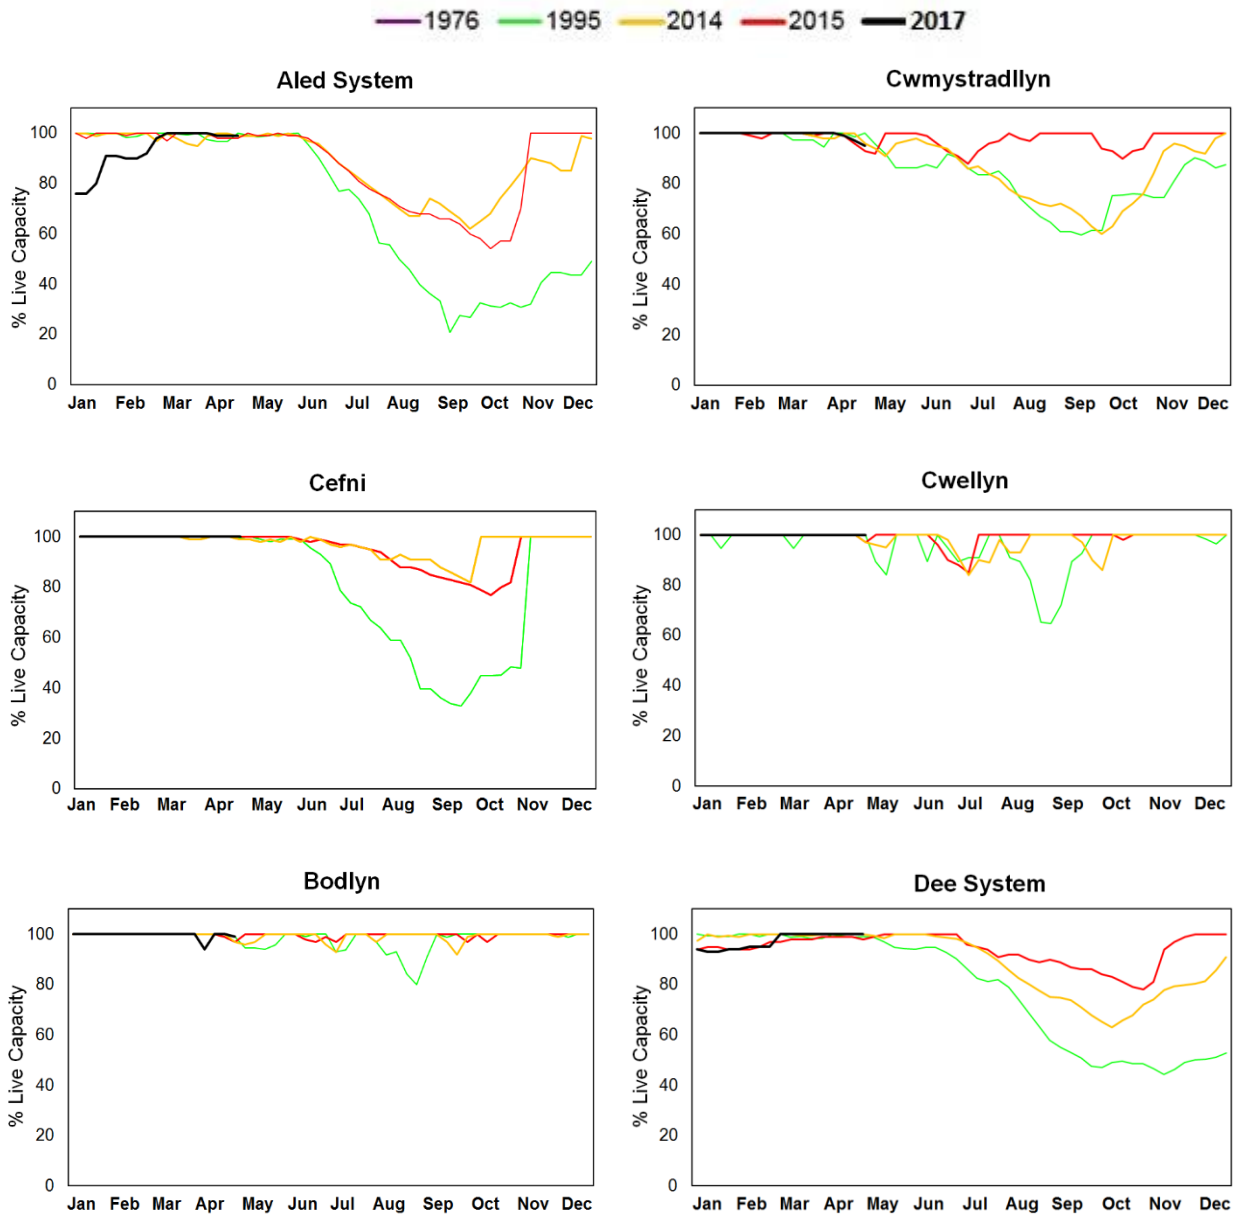 1976 1995 2014 2015 2017
Aled System
% Live Capacity
100
80
60
40
20
0
Jan Feb Mar Apr May Jun Jul Aug Sep Oct Nov Dec
Cwmystradllyn
% Live Capacity
100
80
60
40
20
0
Jan Feb Mar Apr May Jun Jul Aug Sep Oct Nov Dec
Cefni
% Live Capacity
100
80
60
40
20
0
Jan Feb Mar Apr May Jun Jul Aug Sep Oct Nov Dec
Cwellyn
% Live Capacity
100
80
60
40
20
0
Jan Feb Mar Apr May Jun Jul Aug Sep Oct Nov Dec
Bodlyn
% Live Capacity
100
80
60
40
20
0
Jan Feb Mar Apr May Jun Jul Aug Sep Oct Nov Dec
Dee System
% Live Capacity
100
80
60
40
20
0
Jan Feb Mar Apr May Jun Jul Aug Sep Oct Nov Dec